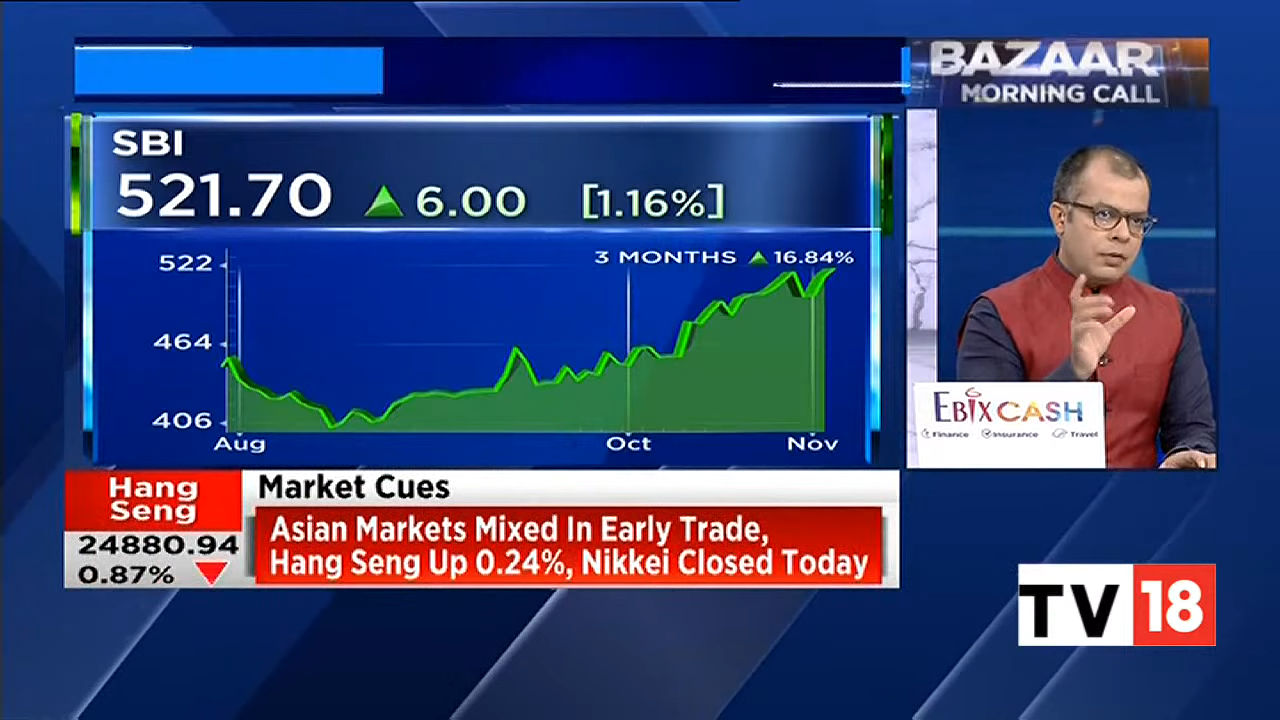 BAZAAR
MORNING CALL
SBI
521.70 ▲ 6.00 [1.16%]
3 MONTHS ▲ 16.84%
522
464
406
Aug Oct Nov
EBIXCASH
Finance Insurance Travel
Hang
Seng
24880.94
0.87% ▼
Market Cues
Asian Markets Mixed In Early Trade,
Hang Seng Up 0.24%, Nikkei Closed Today
TV18